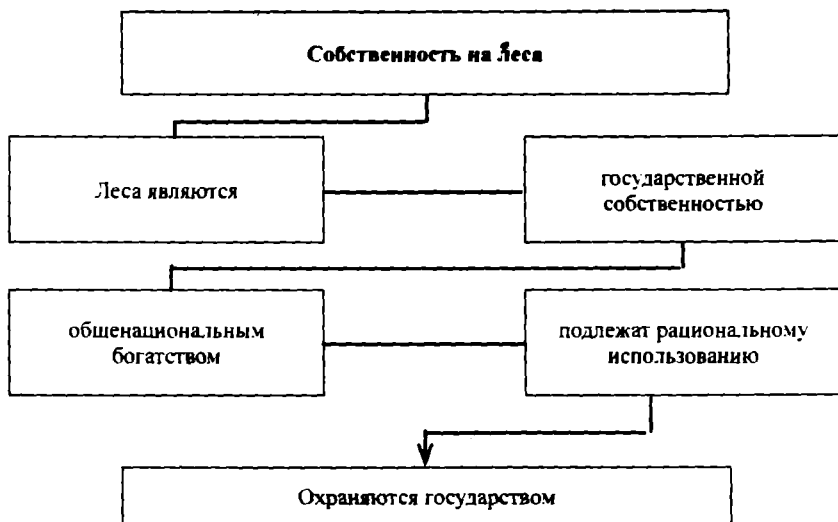 Собственность на леса
Леса являются
государственной
собственностью
общенациональным
богатством
подлежат рациональному
использованию
Охраняются государством